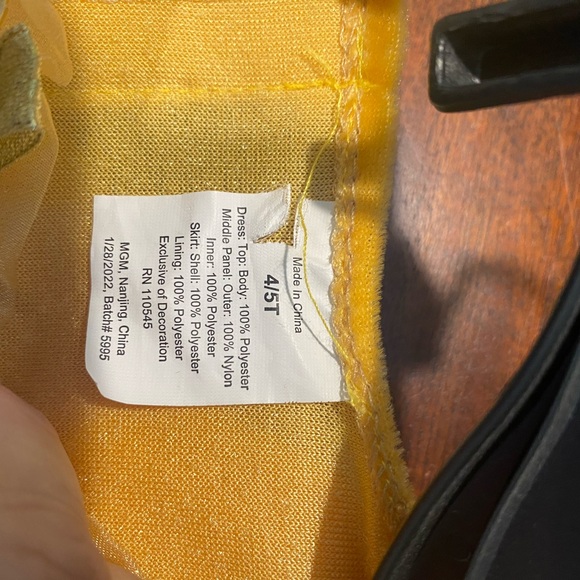 Made in China
4/5T
Dress: Top: Body: 100% Polyester
Middle Panel: Outer: 100% Nylon
Inner: 100% Polyester
Skirt: Shell: 100% Polyester
Lining: 100% Polyester
Exclusive of Decoration
RN 110545
MGM, Nanjing, China
1/28/2022, Batch# 5995